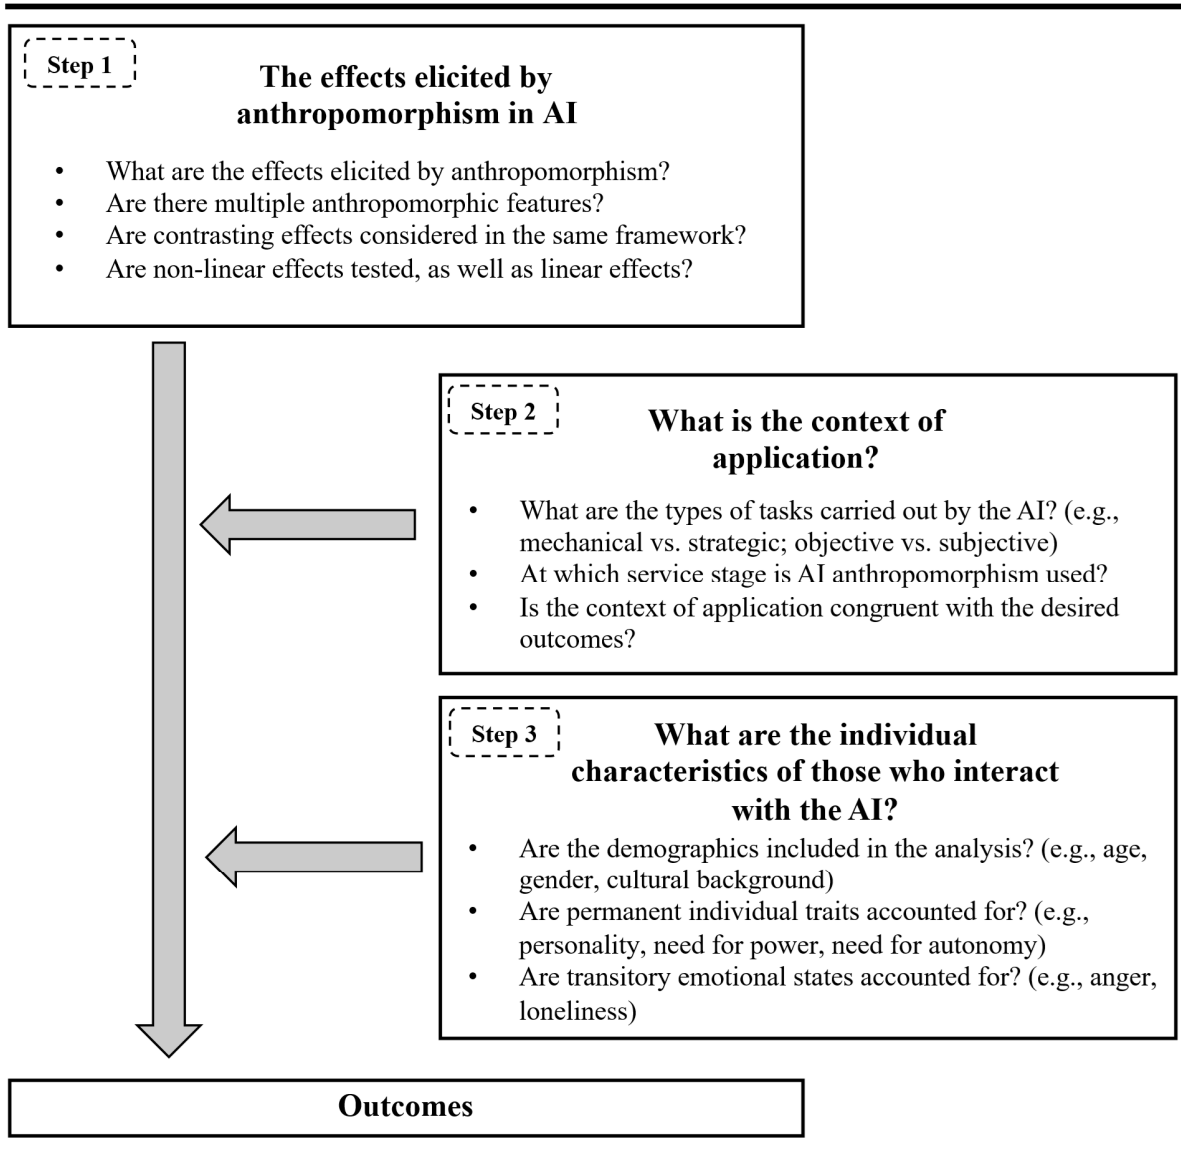 Step 1
The effects elicited by
anthropomorphism in AI
• What are the effects elicited by anthropomorphism?
• Are there multiple anthropomorphic features?
• Are contrasting effects considered in the same framework?
• Are non-linear effects tested, as well as linear effects?
Step 2
What is the context of
application?
• What are the types of tasks carried out by the AI? (e.g.,
mechanical vs. strategic; objective vs. subjective)
• At which service stage is AI anthropomorphism used?
• Is the context of application congruent with the desired
outcomes?
Step 3
What are the individual
characteristics of those who interact
with the AI?
• Are the demographics included in the analysis? (e.g., age,
gender, cultural background)
• Are permanent individual traits accounted for? (e.g.,
personality, need for power, need for autonomy)
• Are transitory emotional states accounted for? (e.g., anger,
loneliness)
Outcomes